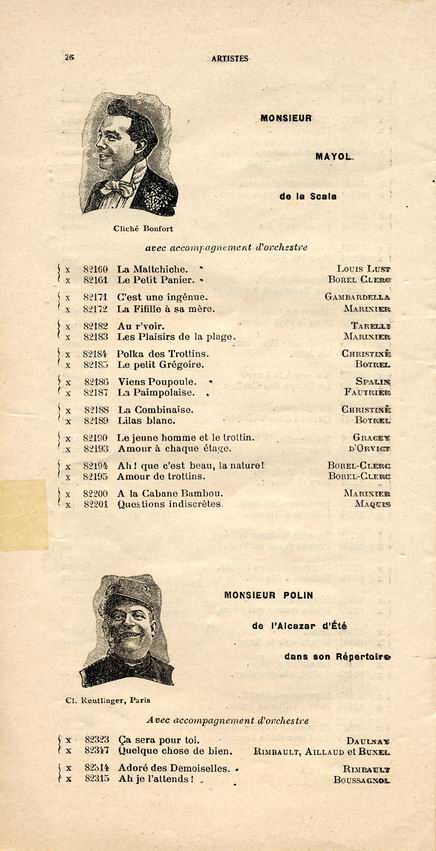 26
ARTISTES
MONSIEUR
MAYOL
de la Scala
Cliché Bonfort
avec accompagnement d'orchestre
x 82160 La Maltchiche. LOUIS LUST
x 82161 Le Petit Panier. BOREL CLERG
x 82171 C'est une ingénue. GAMBARDELLA
x 82172 La Fifille à sa mère. MARINIER
x 82182 Au r'voir. TARELLI
x 82183 Les Plaisirs de la plage. MARINIER
x 82184 Polka des Trottins. CHRISTINÉ
x 82185 Le petit Grégoire. BOTREL
x 82186 Viens Poupoule. SPALIN
x 82187 La Paimpolaise. FAUTRIER
x 82188 La Combinaise. CHRISTINÉ
x 82189 Lilas blanc. BOTREL
x 82190 Le jeune homme et le trottin. GRACEY
x 82193 Amour à chaque étage. D'ORVICT
x 82194 Ah! que c'est beau, la nature! BOREL-CLERG
x 82195 Amour de trottins. BOREL-CLERG
x 82200 A la Cabane Bambou. MARINIER
x 82201 Questions indiscrètes. MAQUIS
MONSIEUR POLIN
de l'Alcazar d'Été
dans son Répertoire
Cl. Reutlinger, Paris
Avec accompagnement d'orchestre
x 82323 Ça sera pour toi. DAULNAY
x 82347 Quelque chose de bien. RIMBAULT, AILLAUD et BUXEL
x 82314 Adoré des Demoiselles. RIMBAULT
x 82315 Ah je l'attends! BOUSSAGNOL